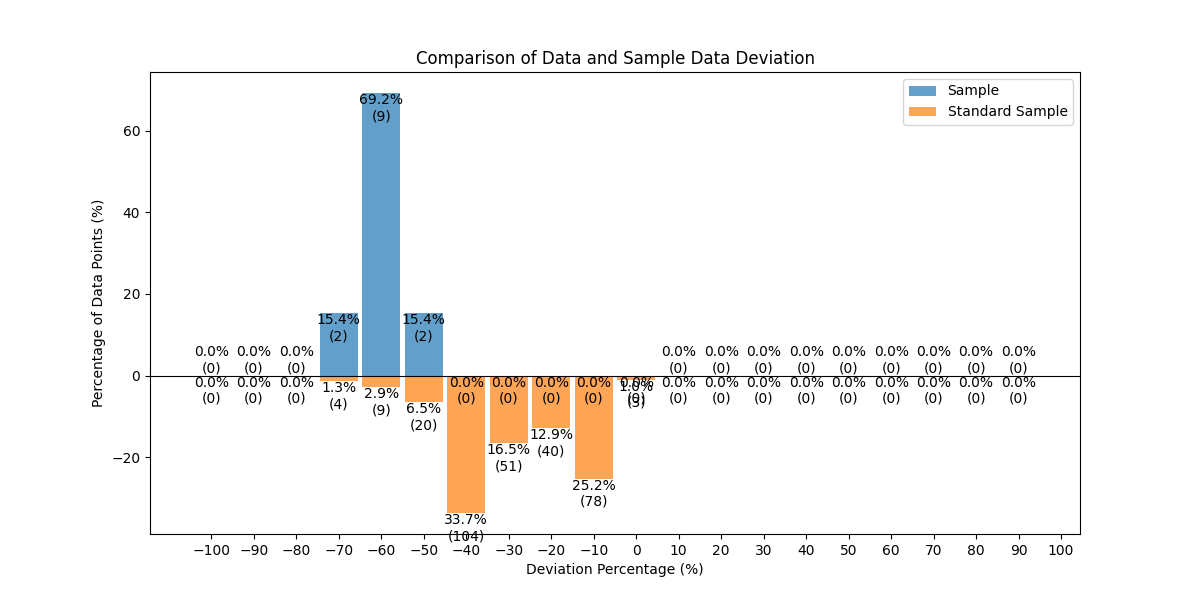 Comparison of Data and Sample Data Deviation
Sample
Standard Sample
Percentage of Data Points (%)
60
40
20
0
−20
69.2%
(9)
15.4%
(2)
15.4%
(2)
0.0% 0.0% 0.0% 0.0% 0.0% 0.0% 0.0% 0.0% 0.0% 0.0% 0.0% 0.0%
(0) (0) (0) (0) (0) (0) (0) (0) (0) (0) (0) (0)
0.0% 0.0% 0.0% 0.0% 0.0% 0.0% 0.0% 0.0% 0.0% 0.0% 0.0% 0.0% 0.0% 0.0% 0.0% 0.0% 0.0%
(0) (0) (0) (0) (0) (0) (0) (0) (0) (0) (0) (0) (0) (0) (0) (0) (0)
1.3%
(4)
2.9%
(9)
6.5%
(20)
33.7%
(104)
16.5%
(51)
12.9%
(40)
25.2%
(78)
1.0%
(3)
−100 −90 −80 −70 −60 −50 −40 −30 −20 −10 0 10 20 30 40 50 60 70 80 90 100
Deviation Percentage (%)